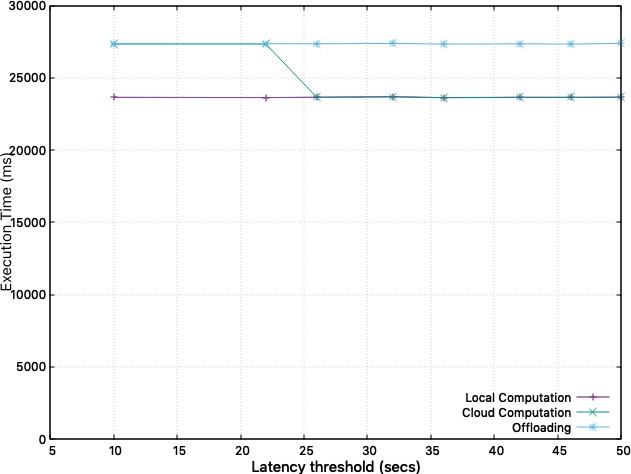 30000
25000
20000
15000
10000
5000
0
Execution Time (ms)
Local Computation
Cloud Computation
Offloading
5 10 15 20 25 30 35 40 45 50
Latency threshold (secs)